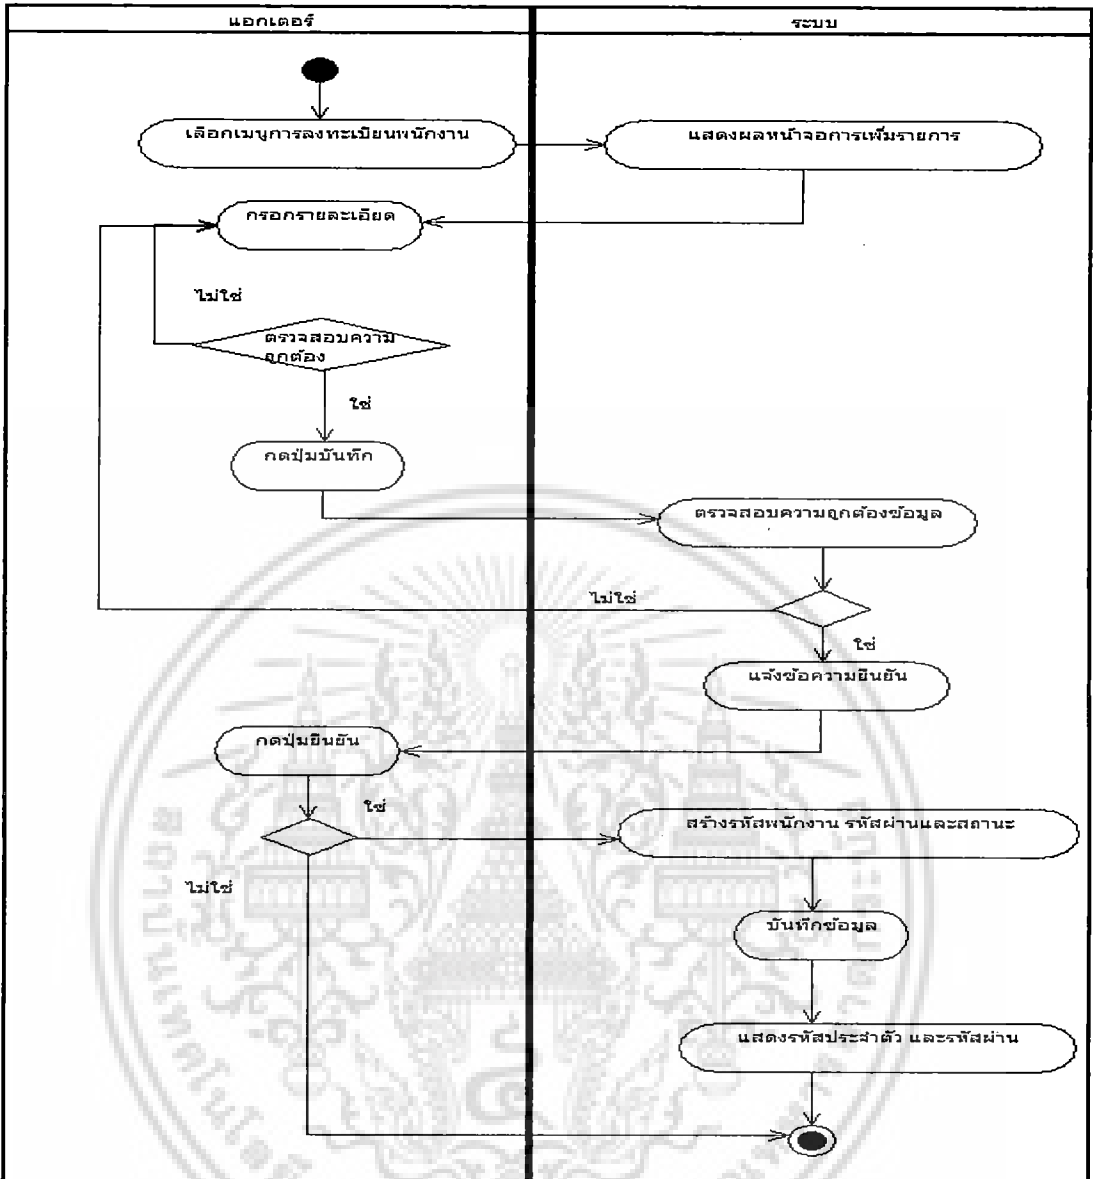 แอกเตอร์
ระบบ
เลือกเมนูการลงทะเบียนพนักงาน
แสดงผลหน้าจอการเพิ่มรายการ
กรอกรายละเอียด
ไม่ใช่
ตรวจสอบความ
ถูกต้อง
ใช่
กดปุ่มบันทึก
ตรวจสอบความถูกต้องข้อมูล
ไม่ใช่
ใช่
แจ้งข้อความยืนยัน
กดปุ่มยืนยัน
ใช่
สร้างรหัสพนักงาน รหัสผ่านและสถานะ
ไม่ใช่
บันทึกข้อมูล
แสดงรหัสประจำตัว และรหัสผ่าน